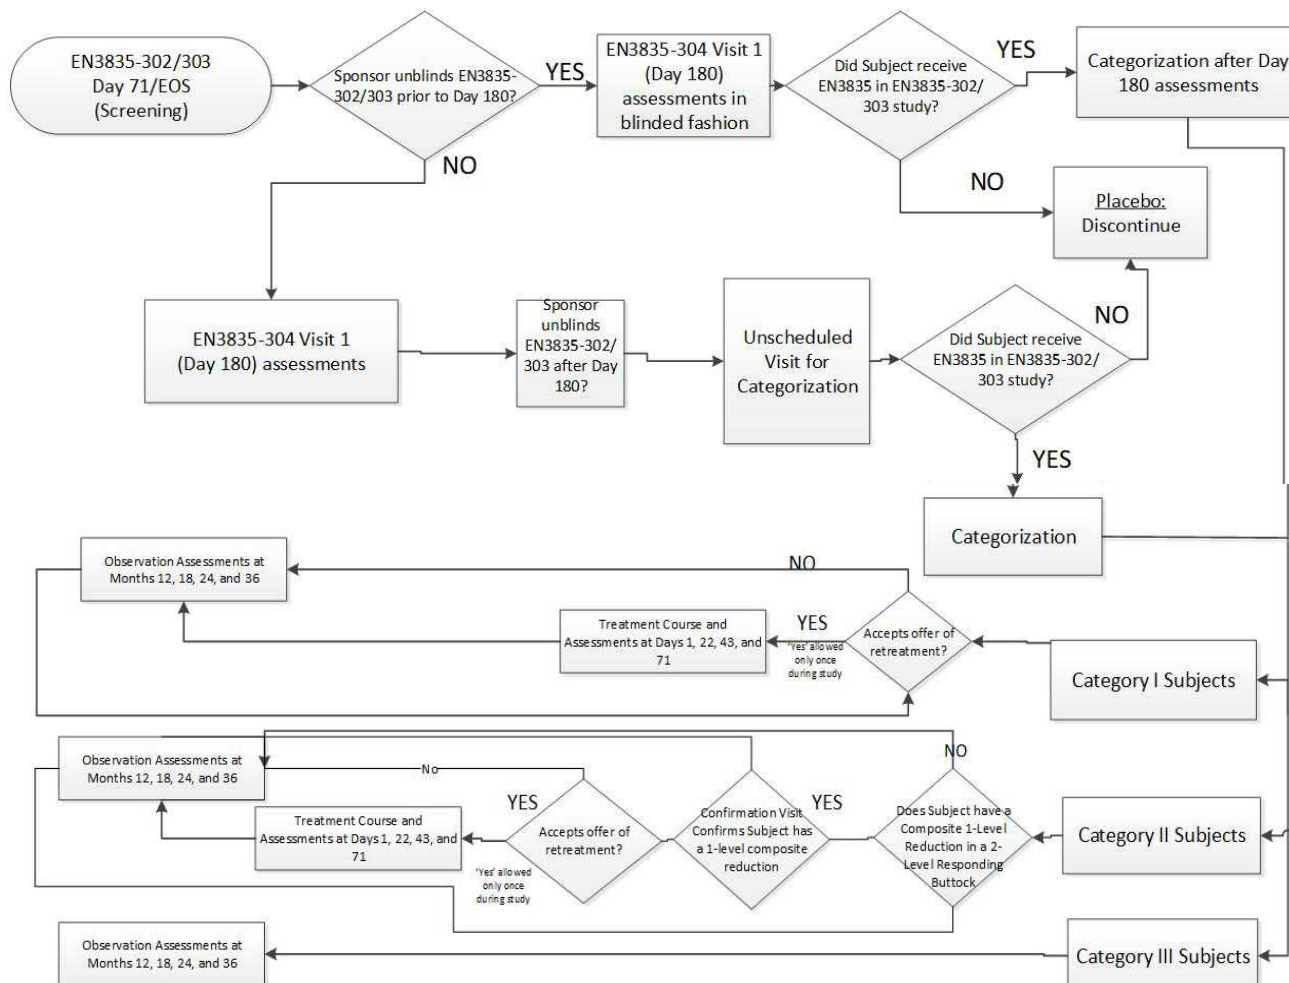 EN3835-302/303
Day 71/EOS
(Screening)
Sponsor unblinds EN3835-
302/303 prior to Day 180?
YES
EN3835-304 Visit 1
(Day 180)
assessments in
blinded fashion
Did Subject receive
EN3835 in EN3835-302/
303 study?
YES
Categorization after Day
180 assessments
NO
NO
Placebo:
Discontinue
EN3835-304 Visit 1
(Day 180) assessments
Sponsor
unblinds
EN3835-302/
303 after Day
180?
Unscheduled
Visit for
Categorization
Did Subject receive
EN3835 in EN3835-302/
303 study?
NO
YES
Categorization
Observation Assessments at
Months 12, 18, 24, and 36
NO
Treatment Course and
Assessments at Days 1, 22, 43, and
71
YES
'Yes' allowed
only once
during study
Accepts offer of
retreatment?
Category I Subjects
Observation Assessments at
Months 12, 18, 24, and 36
No
NO
Treatment Course and
Assessments at Days 1, 22, 43, and
71
YES
'Yes' allowed
only once
during study
Accepts offer of
retreatment?
Confirmation Visit
Confirms Subject has
a 1-level composite
reduction
YES
Does Subject have a
Composite 1-Level
Reduction in a 2-
Level Responding
Buttock
Category II Subjects
Observation Assessments at
Months 12, 18, 24, and 36
Category III Subjects